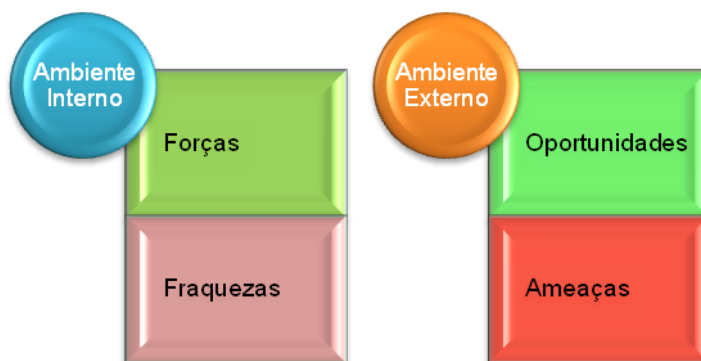 Ambiente
Interno
Forças
Fraquezas
Ambiente
Externo
Oportunidades
Ameaças